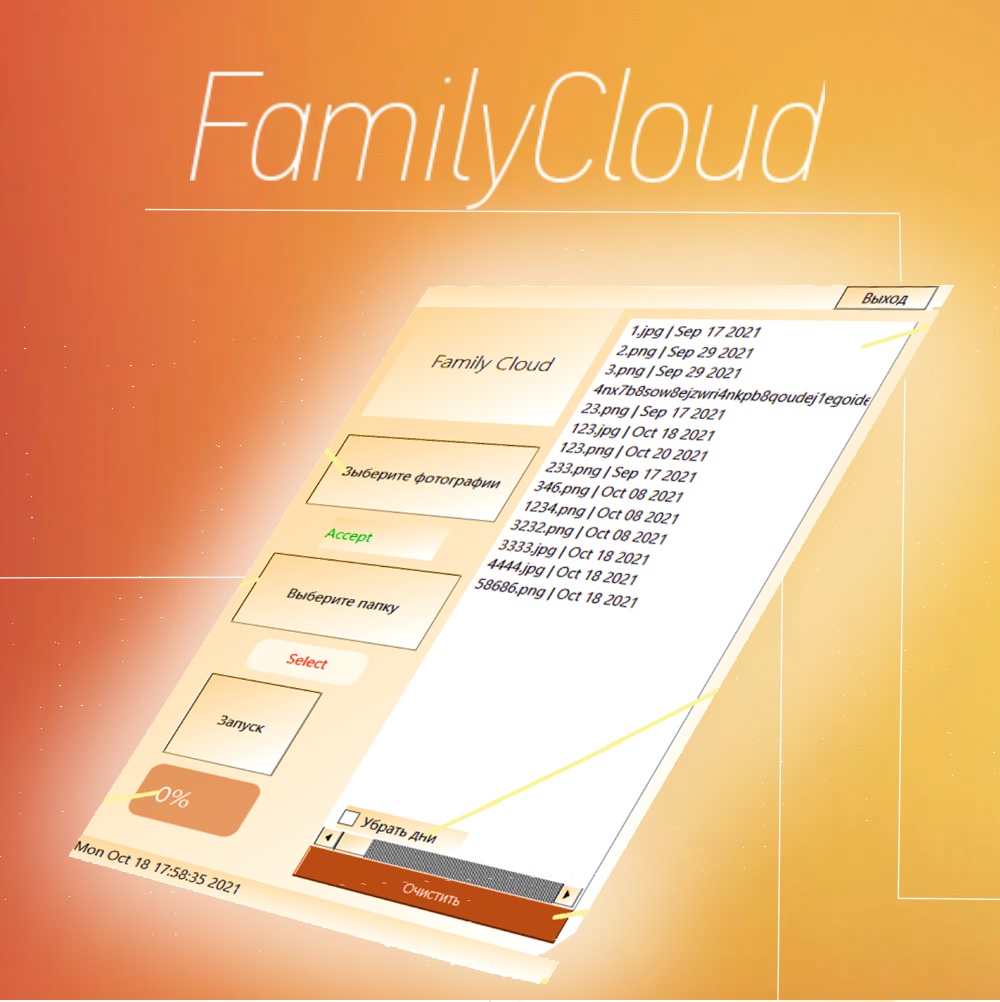 FamilyCloud
Выход
Family Cloud
Выберите фотографии
Accept
Выберите папку
Select
Запуск
0%
Mon Oct 18 17:58:35 2021
1.jpg | Sep 17 2021
2.png | Sep 29 2021
3.png | Sep 29 2021
4nx7b8sow8ejzwri4nkpb8qoudej1egoide
23.png | Sep 17 2021
123.jpg | Oct 18 2021
123.png | Oct 20 2021
233.png | Sep 17 2021
346.png | Oct 08 2021
1234.png | Oct 08 2021
3232.png | Oct 08 2021
3333.jpg | Oct 18 2021
4444.jpg | Oct 18 2021
58686.png | Oct 18 2021
Убрать дни
Очистить